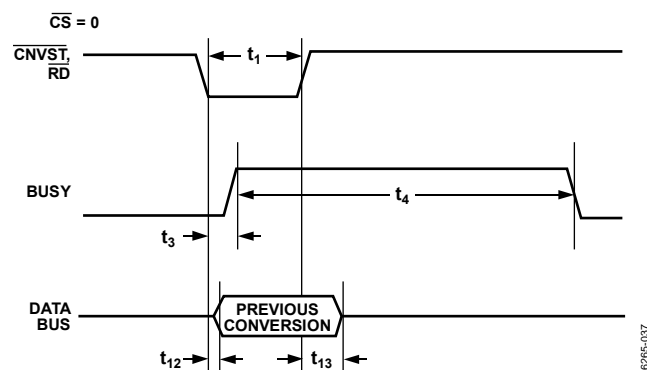 CS = 0
CNVST,
RD
t1
BUSY
t4
t3
DATA
BUS
PREVIOUS
CONVERSION
t12
t13
6265-037